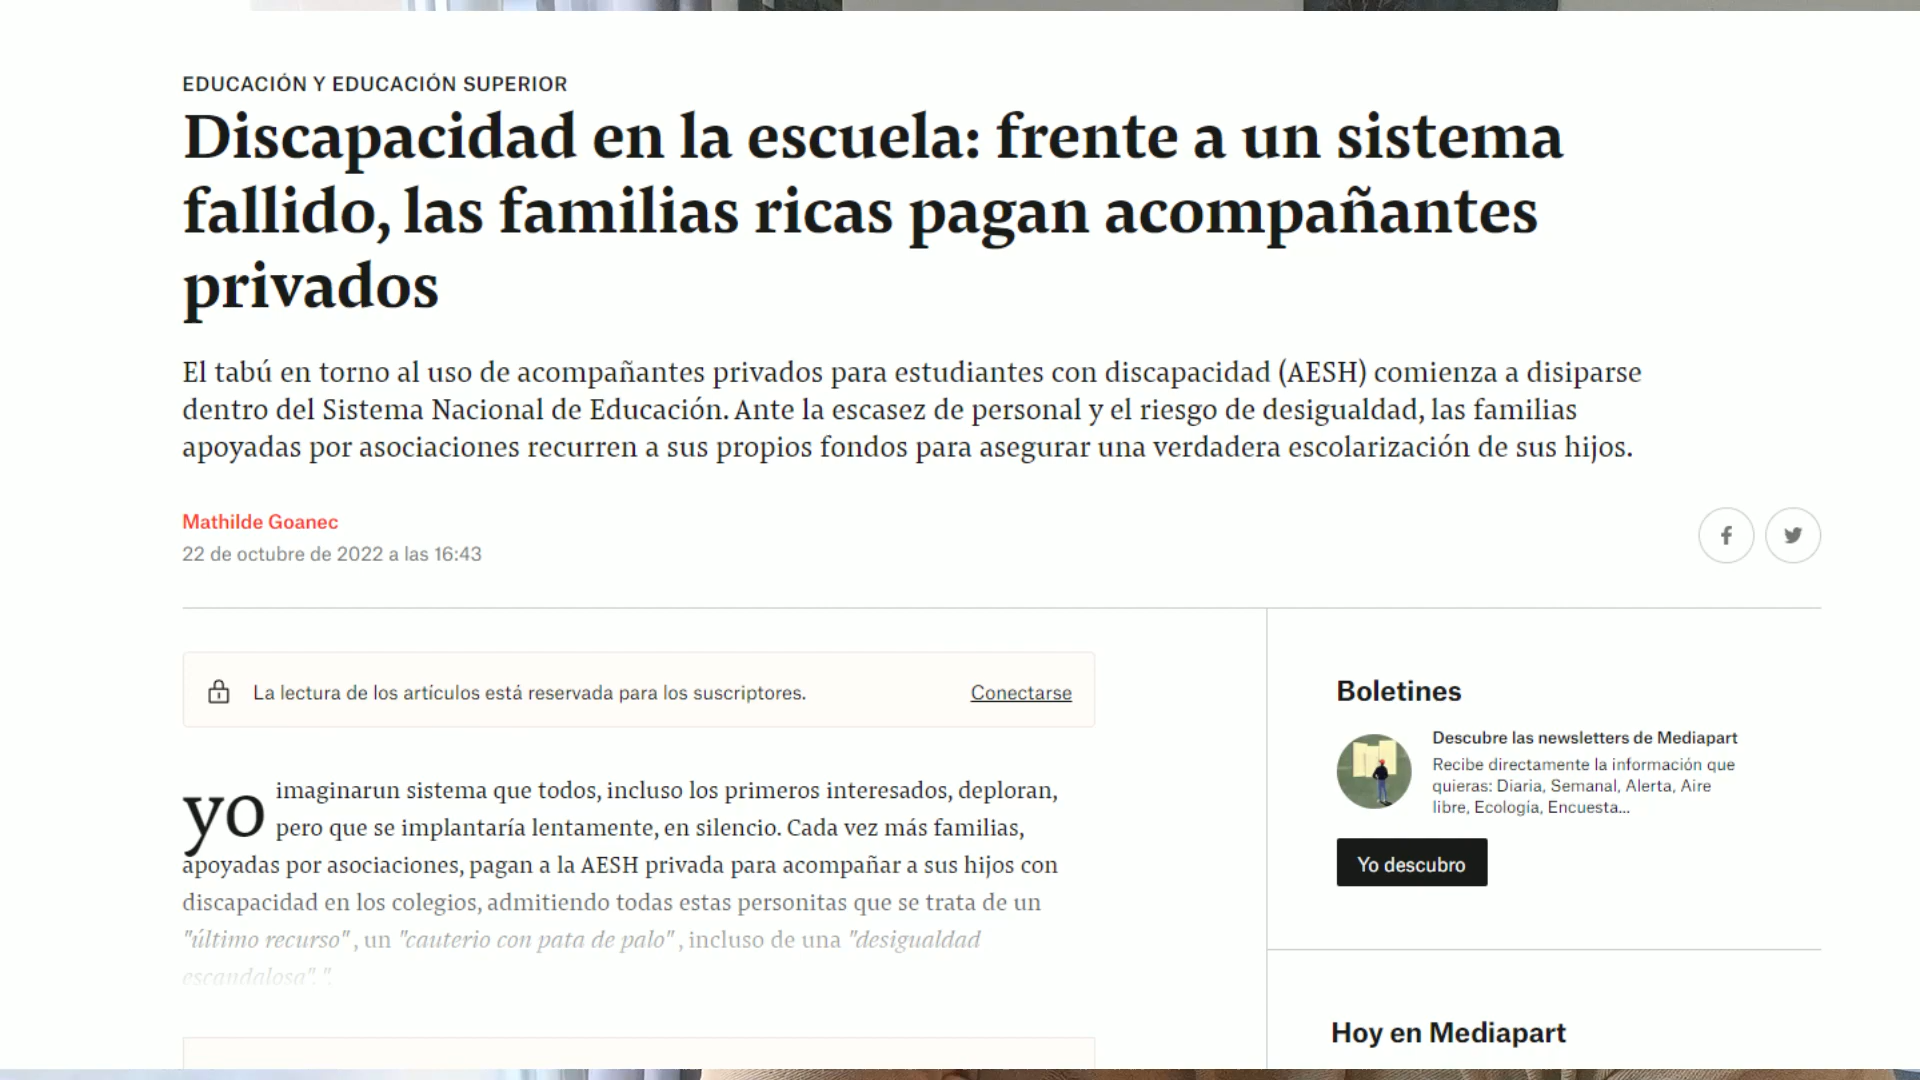 EDUCACIÓN Y EDUCACIÓN SUPERIOR
Discapacidad en la escuela: frente a un sistema
fallido, las familias ricas pagan acompañantes
privados
El tabú en torno al uso de acompañantes privados para estudiantes con discapacidad (AESH) comienza a disiparse
dentro del Sistema Nacional de Educación. Ante la escasez de personal y el riesgo de desigualdad, las familias
apoyadas por asociaciones recurren a sus propios fondos para asegurar una verdadera escolarización de sus hijos.
Mathilde Goanec
22 de octubre de 2022 a las 16:43
La lectura de los artículos está reservada para los suscriptores.
Conectarse
yo imaginarun sistema que todos, incluso los primeros interesados, deploran,
pero que se implantaría lentamente, en silencio. Cada vez más familias,
apoyadas por asociaciones, pagan a la AESH privada para acompañar a sus hijos con
discapacidad en los colegios, admitiendo todas estas personitas que se trata de un
"último recurso" , un "cauterio con pata de palo" , incluso de una "desigualdad
escandalosa". ".
Boletines
Descubre las newsletters de Mediapart
Recibe directamente la información que
quieras: Diaria, Semanal, Alerta, Aire
libre, Ecología, Encuesta...
Yo descubro
Hoy en Mediapart